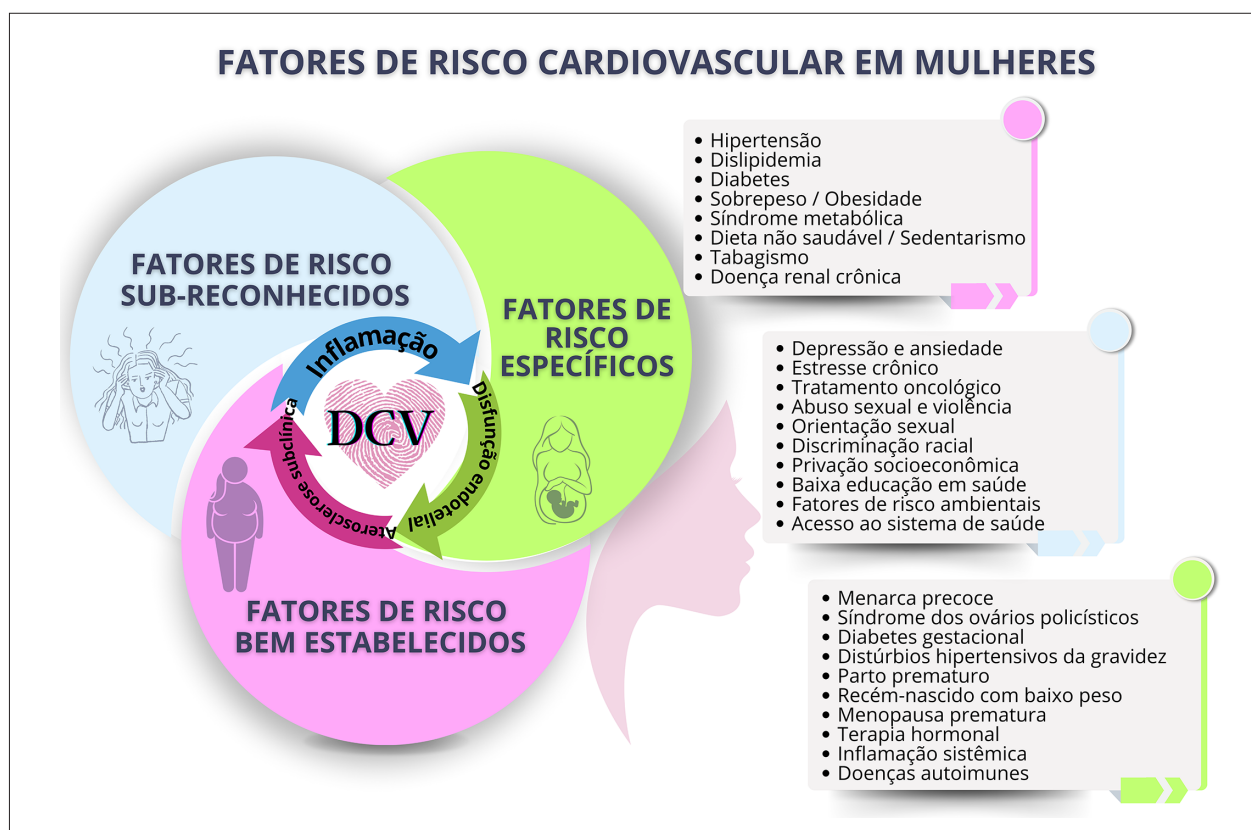 FATORES DE RISCO CARDIOVASCULAR EM MULHERES
FATORES DE RISCO
SUB-RECONHECIDOS
FATORES DE
RISCO
ESPECÍFICOS
Inflamação
Disfunção endotelial
Aterosclerose subclínica
DCV
FATORES DE RISCO
BEM ESTABELECIDOS
• Hipertensão
• Dislipidemia
• Diabetes
• Sobrepeso / Obesidade
• Síndrome metabólica
• Dieta não saudável / Sedentarismo
• Tabagismo
• Doença renal crônica
• Depressão e ansiedade
• Estresse crônico
• Tratamento oncológico
• Abuso sexual e violência
• Orientação sexual
• Discriminação racial
• Privação socioeconômica
• Baixa educação em saúde
• Fatores de risco ambientais
• Acesso ao sistema de saúde
• Menarca precoce
• Síndrome dos ovários policísticos
• Diabetes gestacional
• Distúrbios hipertensivos da gravidez
• Parto prematuro
• Recém-nascido com baixo peso
• Menopausa prematura
• Terapia hormonal
• Inflamação sistêmica
• Doenças autoimunes